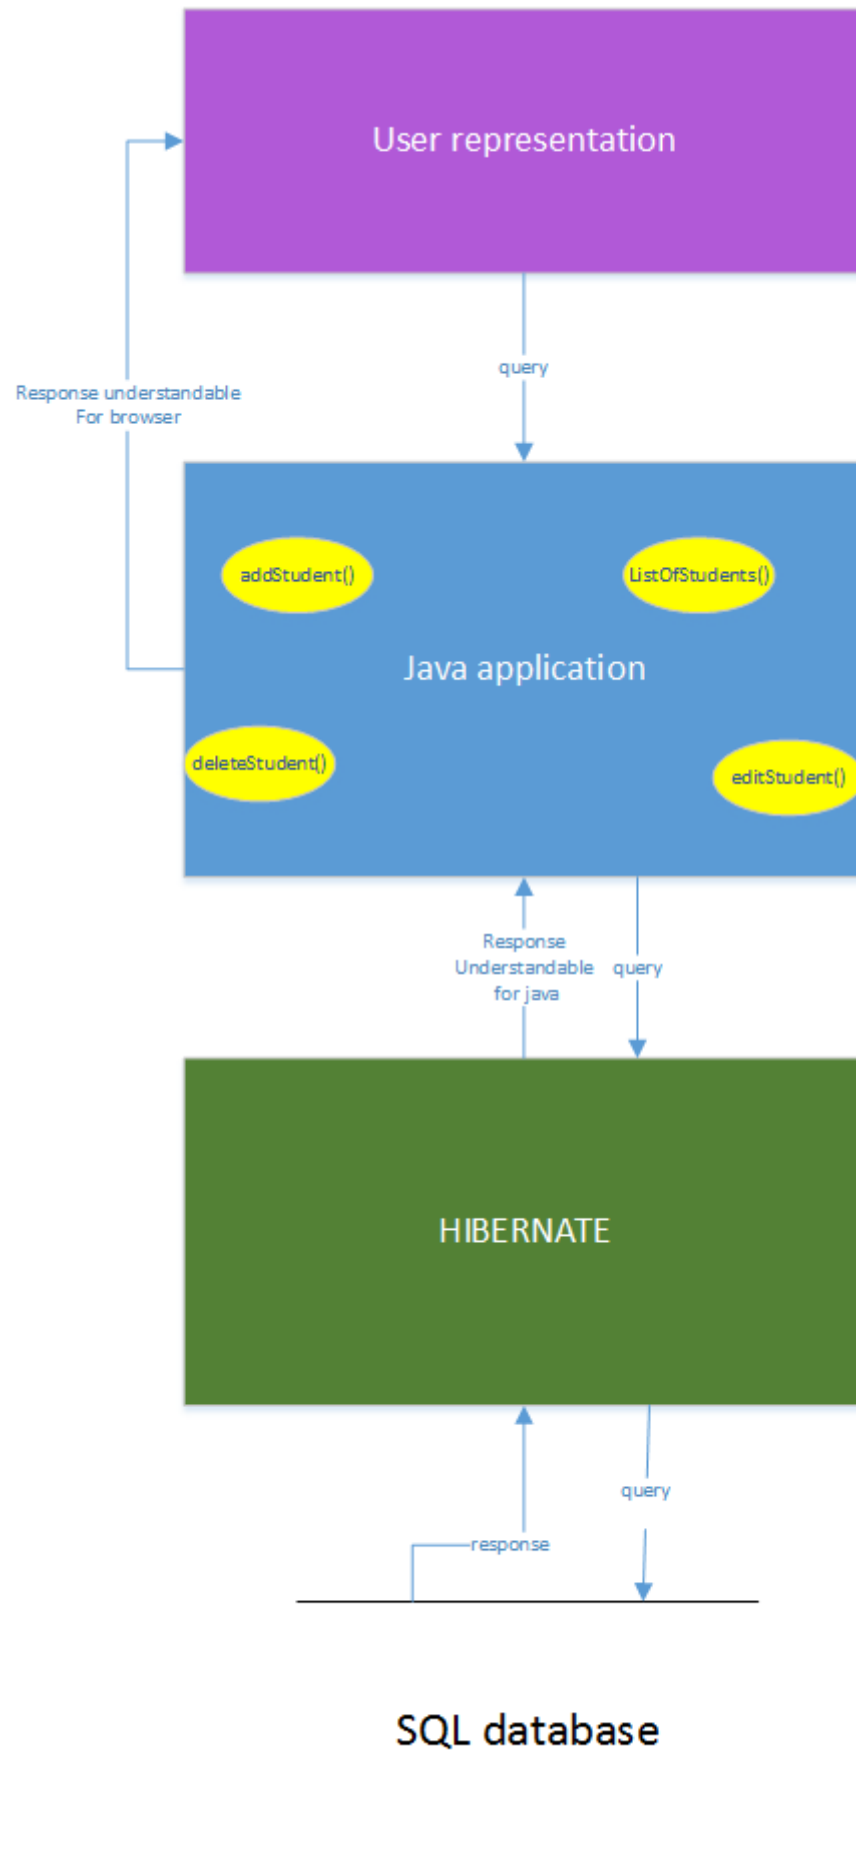 User representation
query
Response understandable
For browser
addStudent()
ListOfStudents()
Java application
deleteStudent()
editStudent()
Response
Understandable
for java
query
HIBERNATE
query
response
SQL database